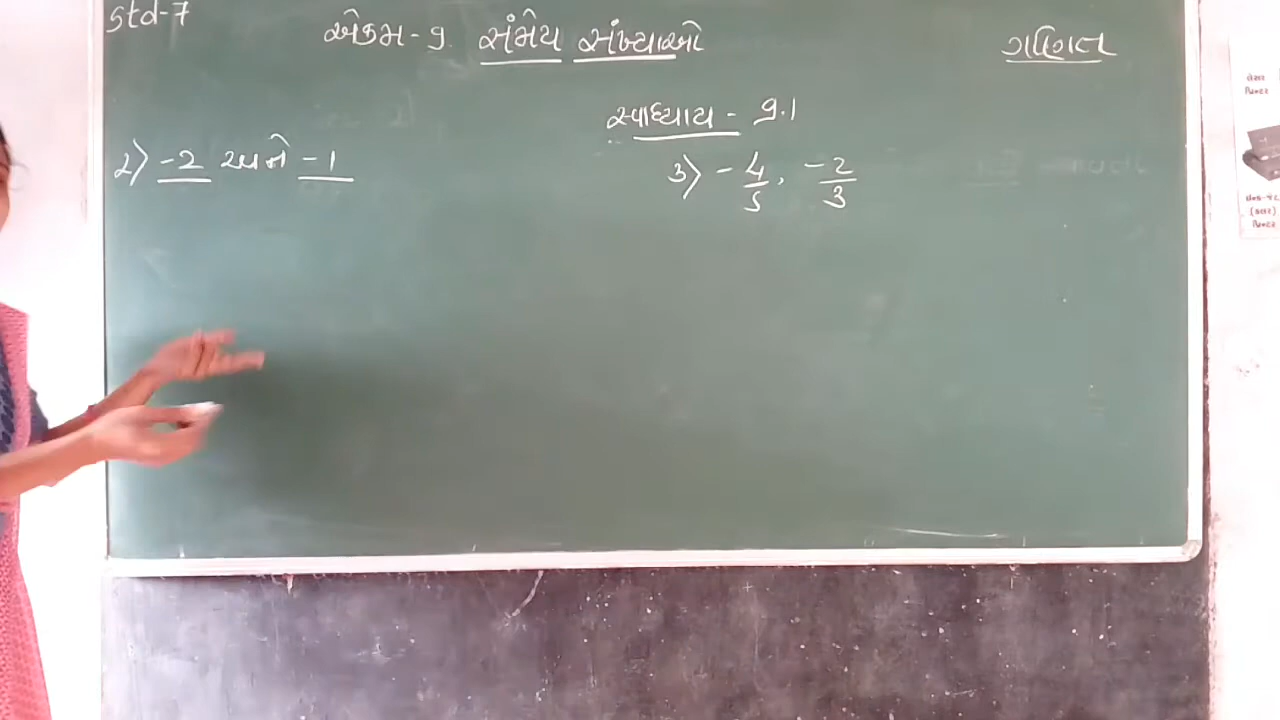 std-7
એકમ-9. સંમેય સંખ્યાઓ
ગણિત
સ્વાધ્યાય - 9.1
2) -2 અને -1
3) -4/5, -2/3